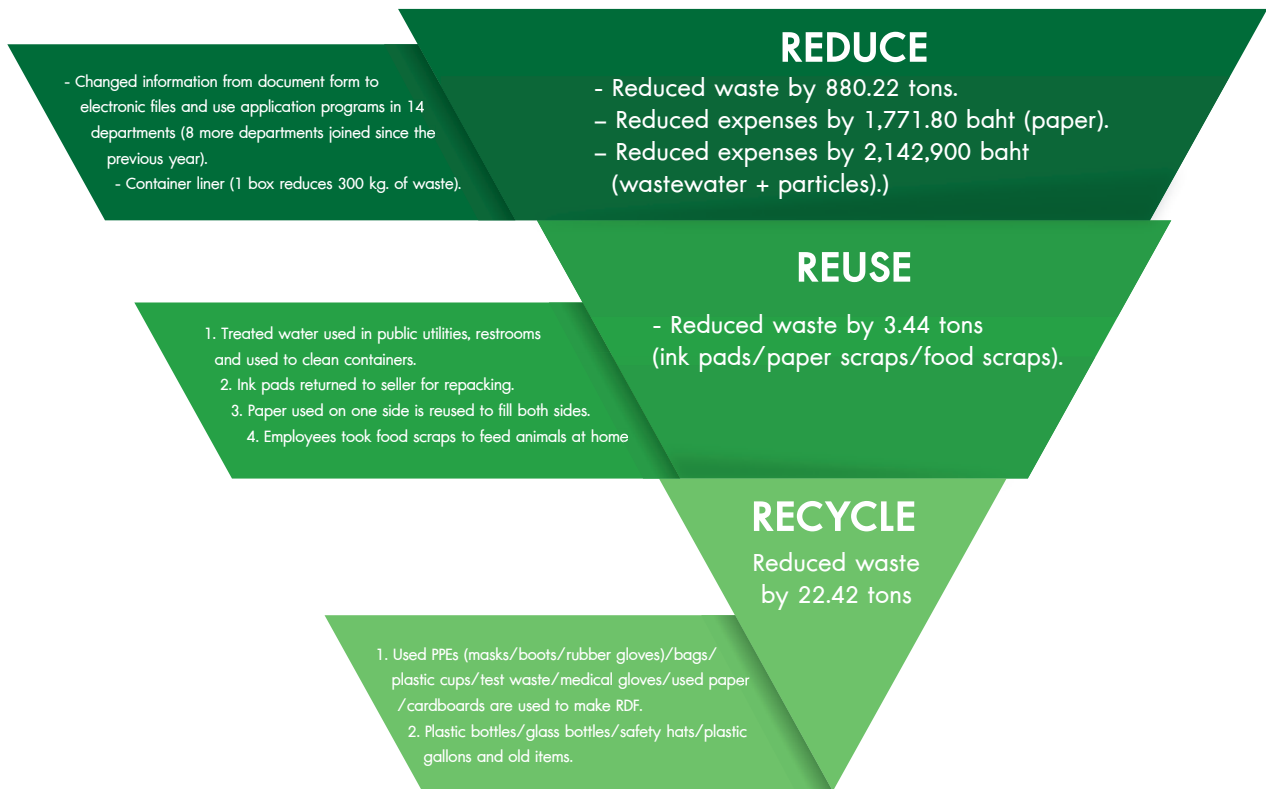 REDUCE
- Reduced waste by 880.22 tons.
– Reduced expenses by 1,771.80 baht (paper).
– Reduced expenses by 2,142,900 baht
(wastewater + particles).)
- Changed information from document form to
electronic files and use application programs in 14
departments (8 more departments joined since the
previous year).
- Container liner (1 box reduces 300 kg. of waste).
REUSE
- Reduced waste by 3.44 tons
(ink pads/paper scraps/food scraps).
1. Treated water used in public utilities, restrooms
and used to clean containers.
2. Ink pads returned to seller for repacking.
3. Paper used on one side is reused to fill both sides.
4. Employees took food scraps to feed animals at home
RECYCLE
Reduced waste
by 22.42 tons
1. Used PPEs (masks/boots/rubber gloves)/bags/
plastic cups/test waste/medical gloves/used paper
/cardboards are used to make RDF.
2. Plastic bottles/glass bottles/safety hats/plastic
gallons and old items.